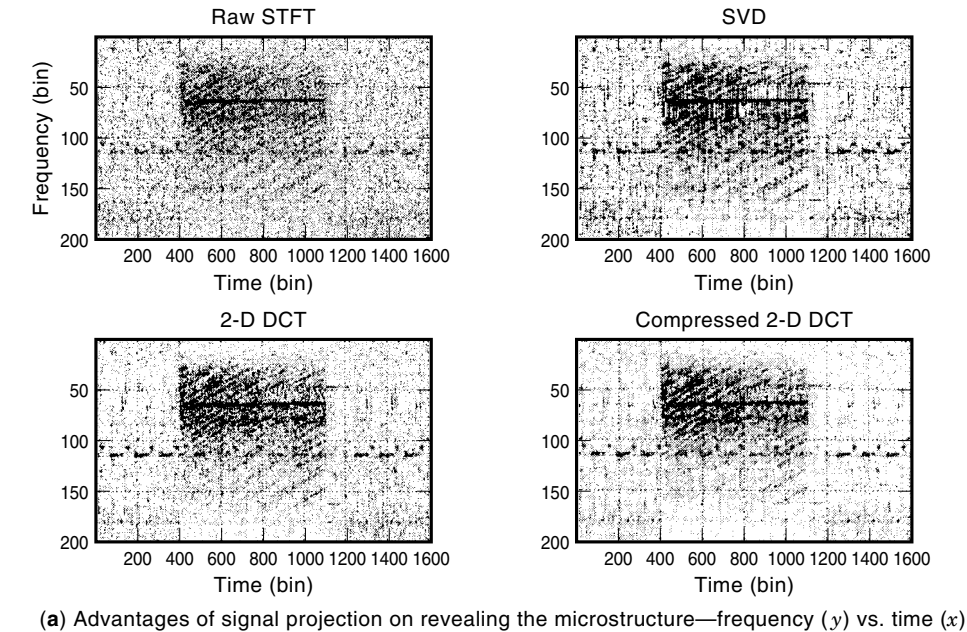 Raw STFT
SVD
Frequency (bin)
50
100
150
200
200 400 600 800 1000 1200 1400 1600
Time (bin)
50
100
150
200
200 400 600 800 1000 1200 1400 1600
Time (bin)
2-D DCT
Compressed 2-D DCT
50
100
150
200
200 400 600 800 1000 1200 1400 1600
Time (bin)
50
100
150
200
200 400 600 800 1000 1200 1400 1600
Time (bin)
(a) Advantages of signal projection on revealing the microstructure—frequency (y) vs. time (x)